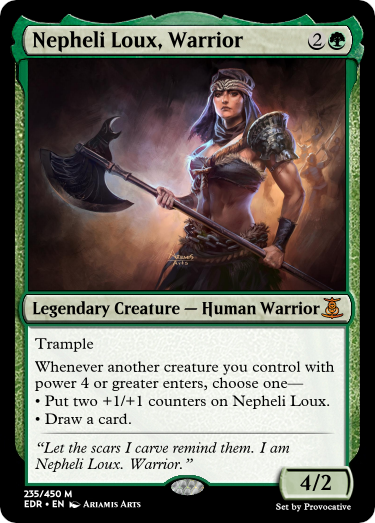 Nepheli Loux, Warrior 2
Legendary Creature — Human Warrior
Trample
Whenever another creature you control with
power 4 or greater enters, choose one—
• Put two +1/+1 counters on Nepheli Loux.
• Draw a card.
“Let the scars I carve remind them. I am
Nepheli Loux. Warrior.”
4/2
235/450 M
EDR • EN Ariamis Arts
Set by Provocative